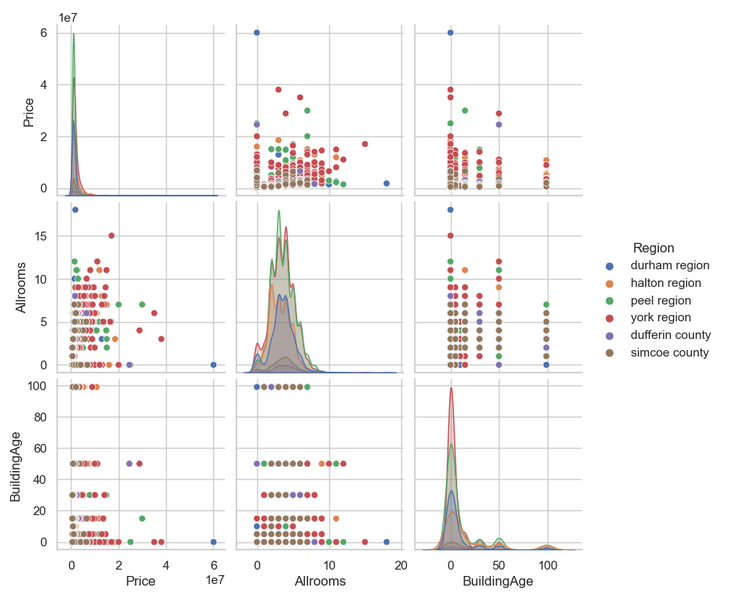 1e7
6
4
2
0
Price
15
10
5
0
Allrooms
100
80
60
40
20
0
BuildingAge
0 2 4 6
1e7
Price
0 10 20
Allrooms
0 50 100
BuildingAge
Region
durham region
halton region
peel region
york region
dufferin county
simcoe county